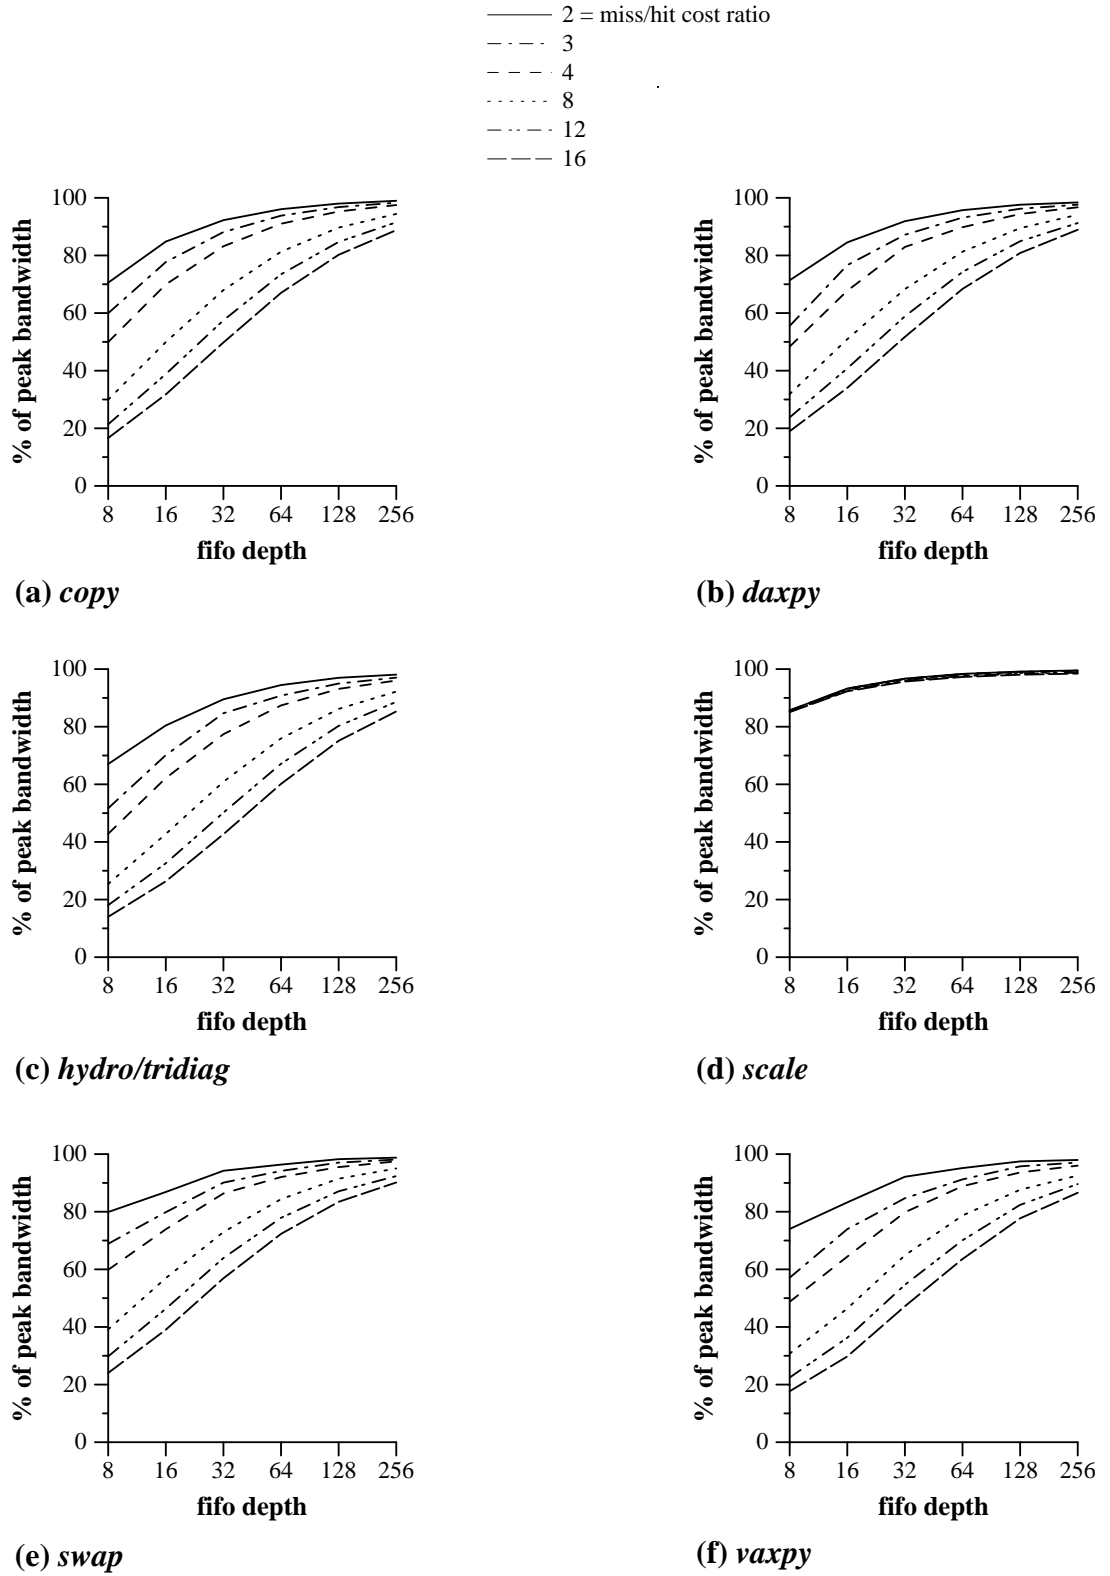 2 = miss/hit cost ratio
3
4
8
12
16
100
80
60
40
20
0
% of peak bandwidth
8 16 32 64 128 256
fifo depth
(a) copy
100
80
60
40
20
0
% of peak bandwidth
8 16 32 64 128 256
fifo depth
(b) daxpy
100
80
60
40
20
0
% of peak bandwidth
8 16 32 64 128 256
fifo depth
(c) hydro/tridiag
100
80
60
40
20
0
% of peak bandwidth
8 16 32 64 128 256
fifo depth
(d) scale
100
80
60
40
20
0
% of peak bandwidth
8 16 32 64 128 256
fifo depth
(e) swap
100
80
60
40
20
0
% of peak bandwidth
8 16 32 64 128 256
fifo depth
(f) vaxpy